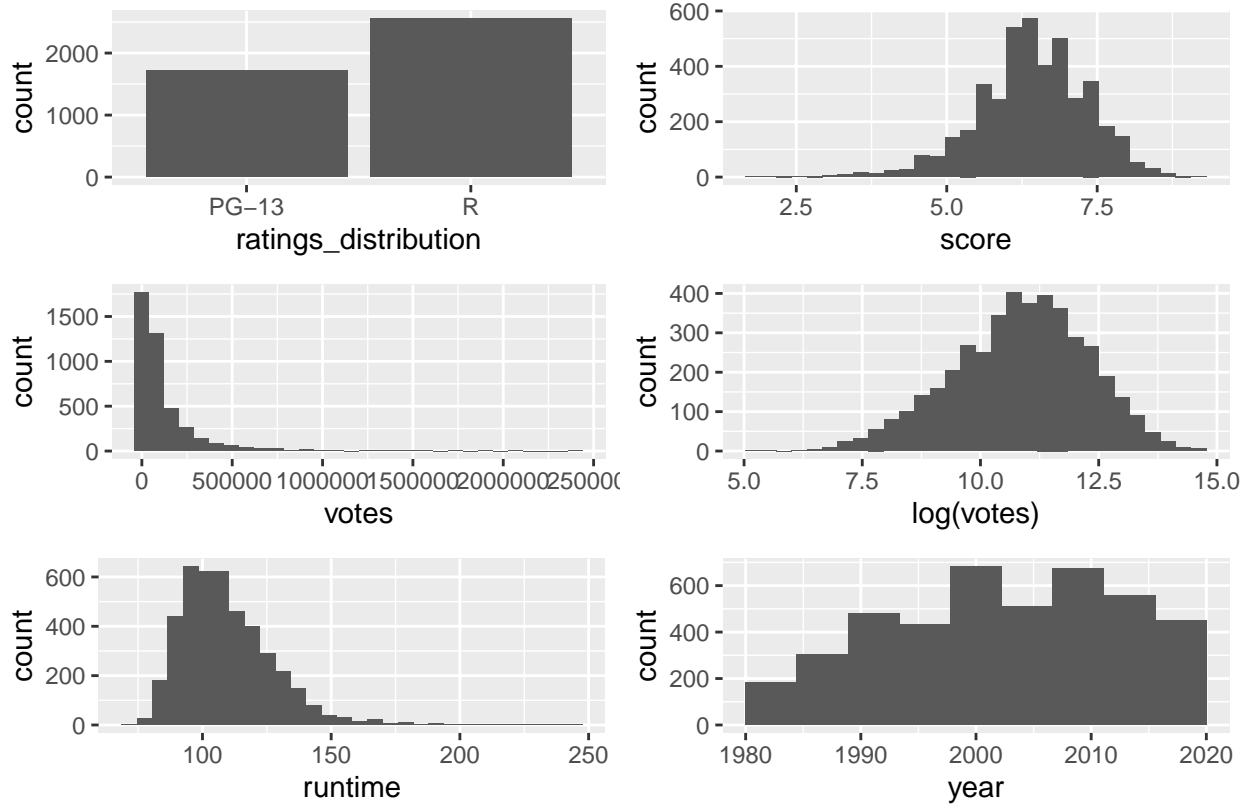 count
2000
1000
0
PG−13 R
ratings_distribution
count
600
400
200
0
2.5 5.0 7.5
score
count
1500
1000
500
0
0 500000 1000000 1500000 2000000 250000
votes
count
400
300
200
100
0
5.0 7.5 10.0 12.5 15.0
log(votes)
count
600
400
200
0
100 150 200 250
runtime
count
600
400
200
0
1980 1990 2000 2010 2020
year